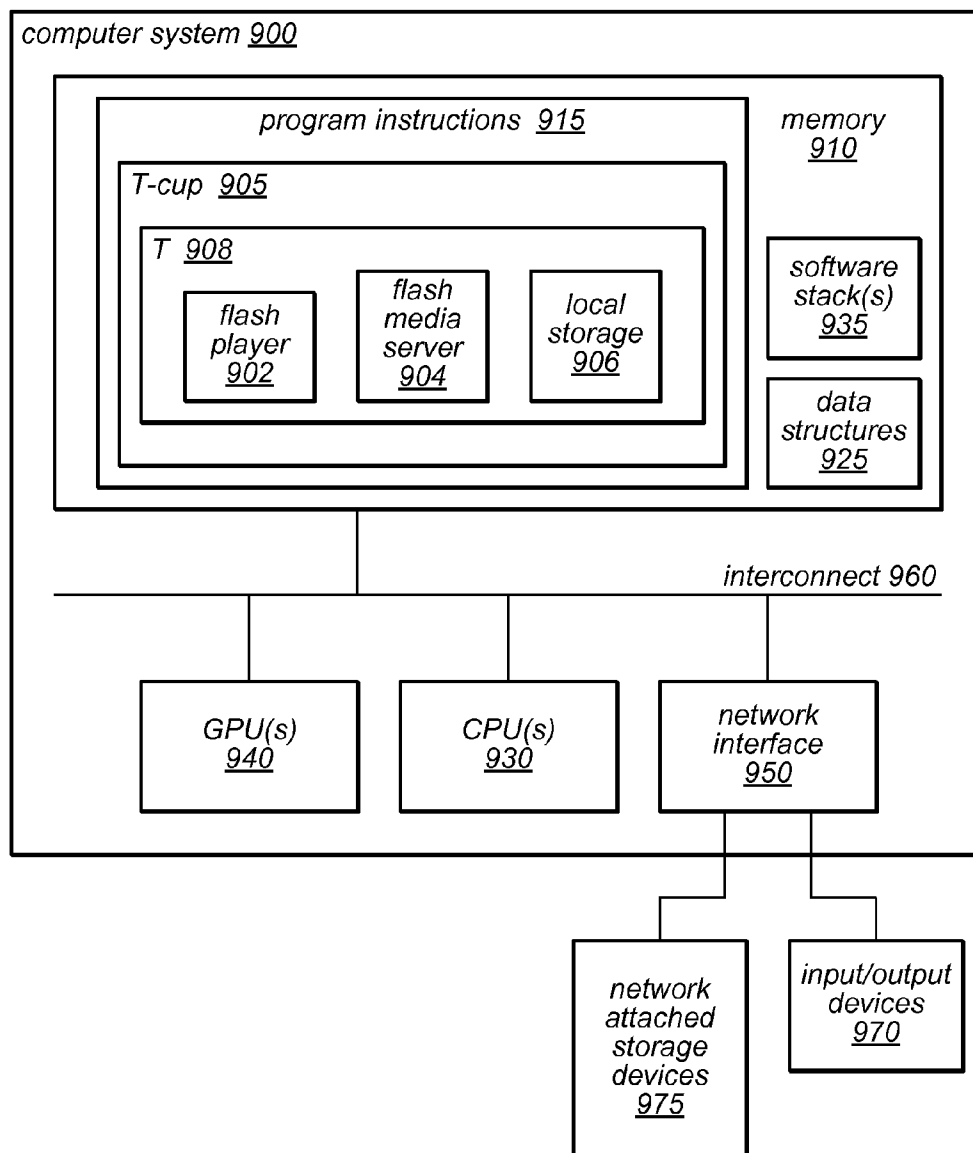 computer system 900
program instructions 915
memory
910
T-cup 905
T 908
flash
player
902
flash
media
server
904
local
storage
906
software
stack(s)
935
data
structures
925
interconnect 960
GPU(s)
940
CPU(s)
930
network
interface
950
network
attached
storage
devices
975
input/output
devices
970